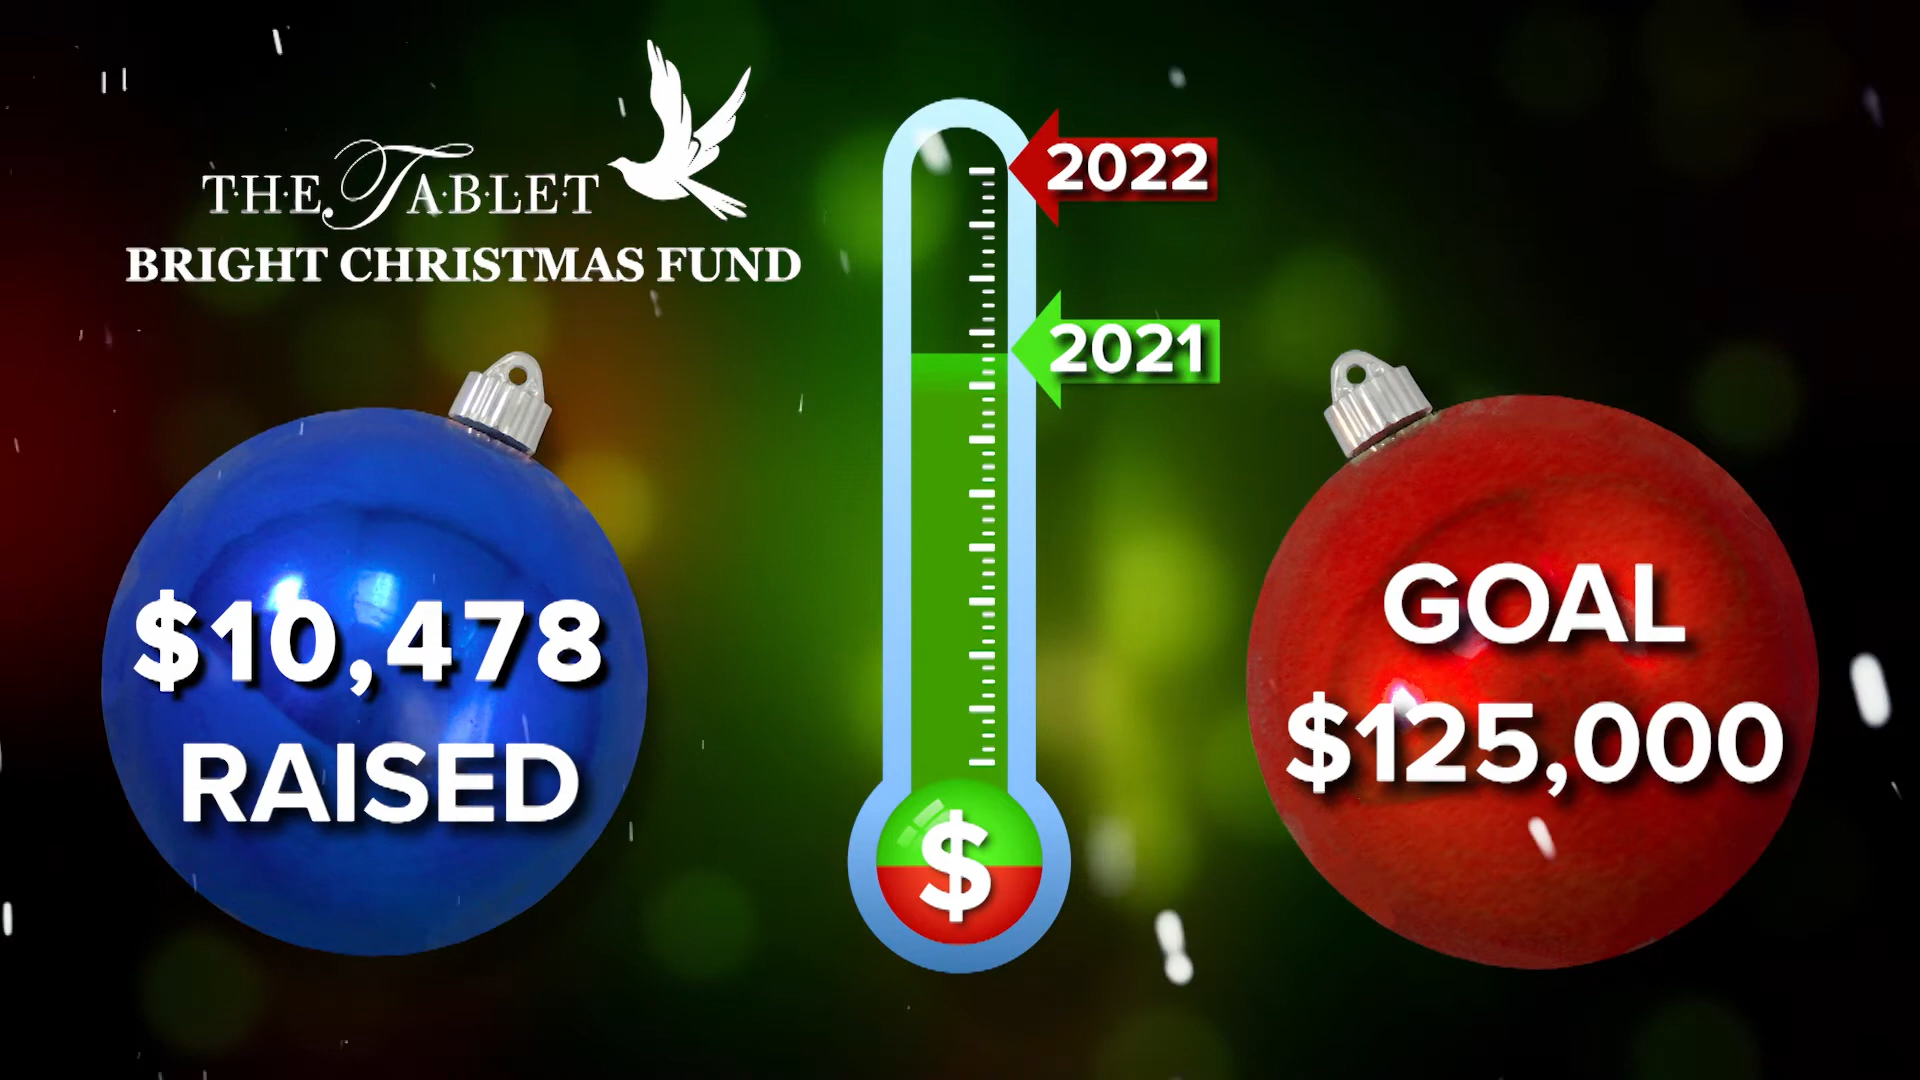 THE TABLET
BRIGHT CHRISTMAS FUND
2022
2021
$10,478
RAISED
GOAL
$125,000
$